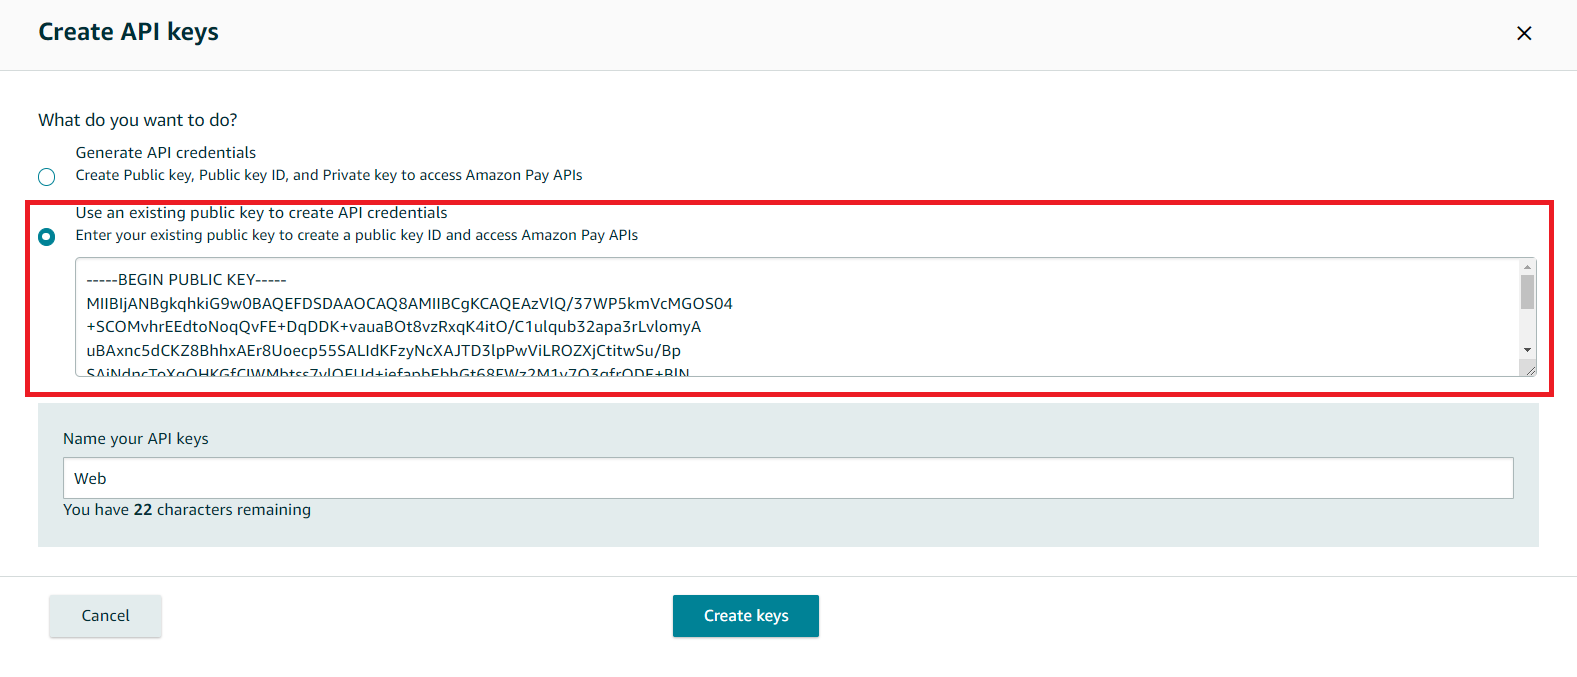 Create API keys
What do you want to do?
Generate API credentials
Create Public key, Public key ID, and Private key to access Amazon Pay APIs
Use an existing public key to create API credentials
Enter your existing public key to create a public key ID and access Amazon Pay APIs
-----BEGIN PUBLIC KEY-----
MIIBIjANBgkqhkiG9w0BAQEFDSDAAOCAQ8AMIIBCgKCAQEAzVlQ/37WP5kmVcMGOS04
+SCOMvhrEEdtoNoqQvFE+DqDDK+vauaBOt8vzRxqK4itO/C1ulqub32apa3rLvlomyA
uBAxnc5dCKZ8BhhxAEr8Uoecp55SALIdKFzyNcXAJTD3lpPwViLROZXjCtitwSu/Bp
Name your API keys
Web
You have 22 characters remaining
Cancel
Create keys